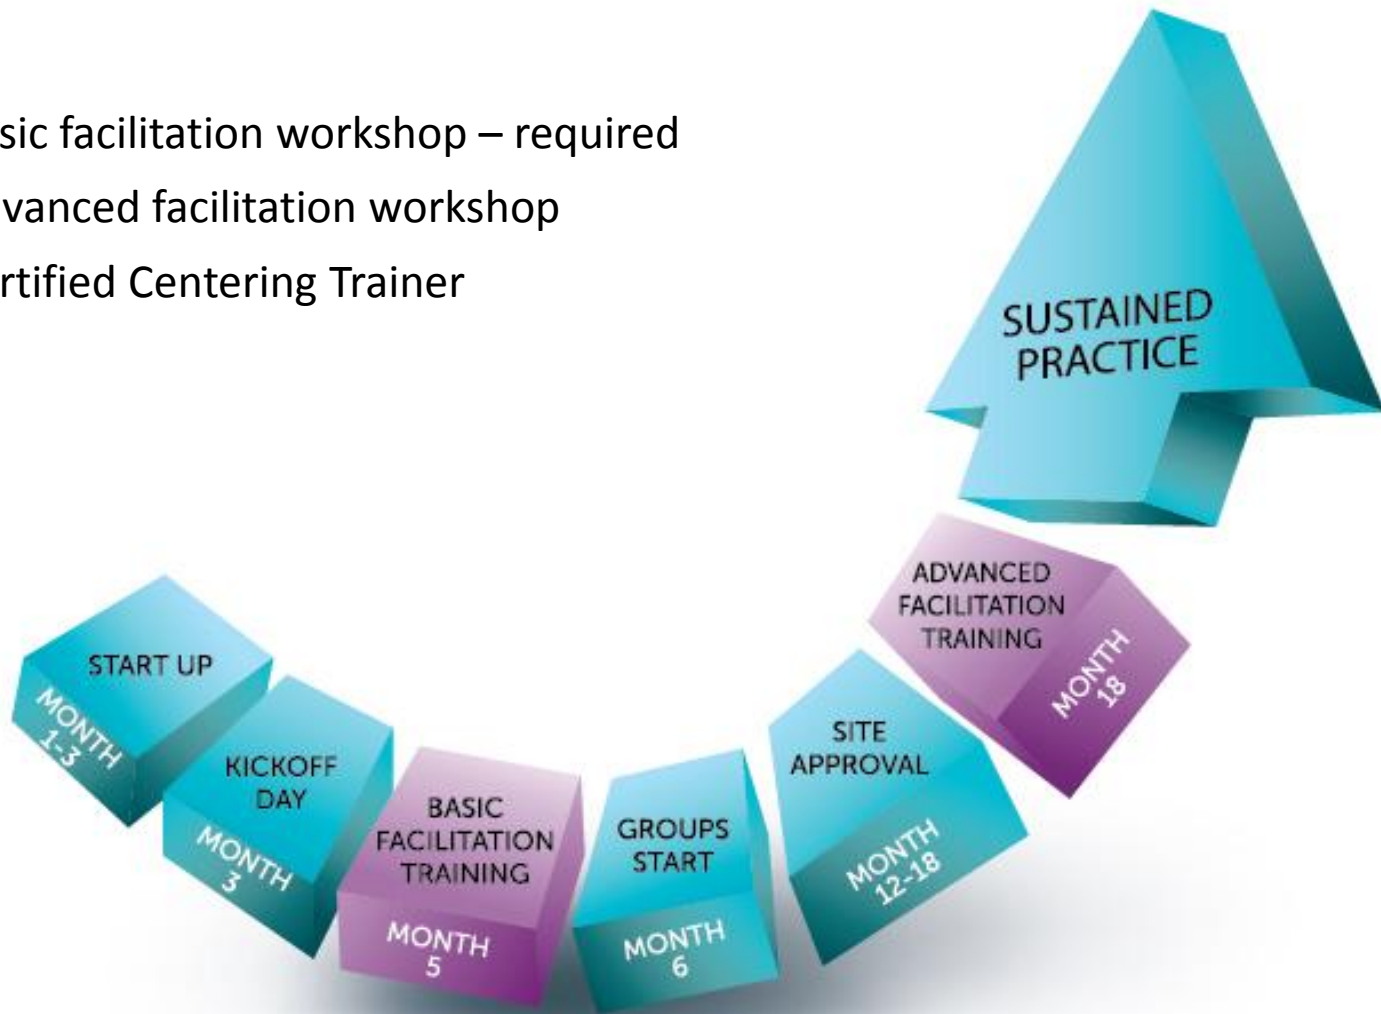 sic facilitation workshop – required
vanced facilitation workshop
rtified Centering Trainer
SUSTAINED
PRACTICE
START UP
MONTH
1-3
KICKOFF
DAY
MONTH
3
BASIC
FACILITATION
TRAINING
MONTH
5
GROUPS
START
MONTH
6
SITE
APPROVAL
MONTH
12-18
ADVANCED
FACILITATION
TRAINING
MONTH
18